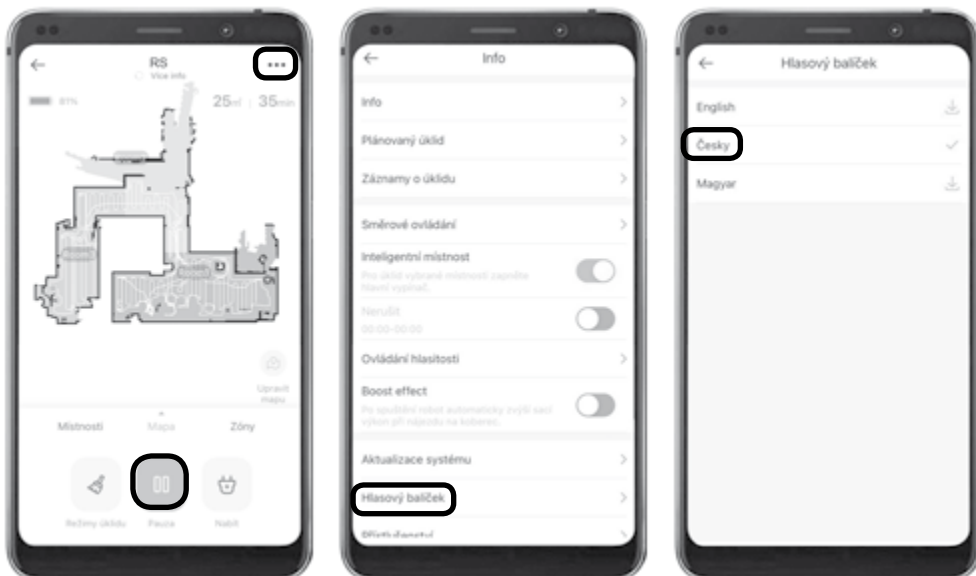 RS
Více info
81%
25㎡ | 35min
Upravit
mapu
Místnosti
Mapa
Zóny
Režimy úklidu
Pauza
Nabít
Info
Info
Plánovaný úklid
Záznamy o úklidu
Směrové ovládání
Inteligentní místnost
Pro úklid vybrané místnosti zapněte
hlavní vypínač.
Nerušit
00:00-00:00
Ovládání hlasitosti
Boost effect
Po spuštění robot automaticky zvýší sací
výkon při nájezdu na koberec.
Aktualizace systému
Hlasový balíček
Příslušenství
Hlasový balíček
English
Česky
Magyar